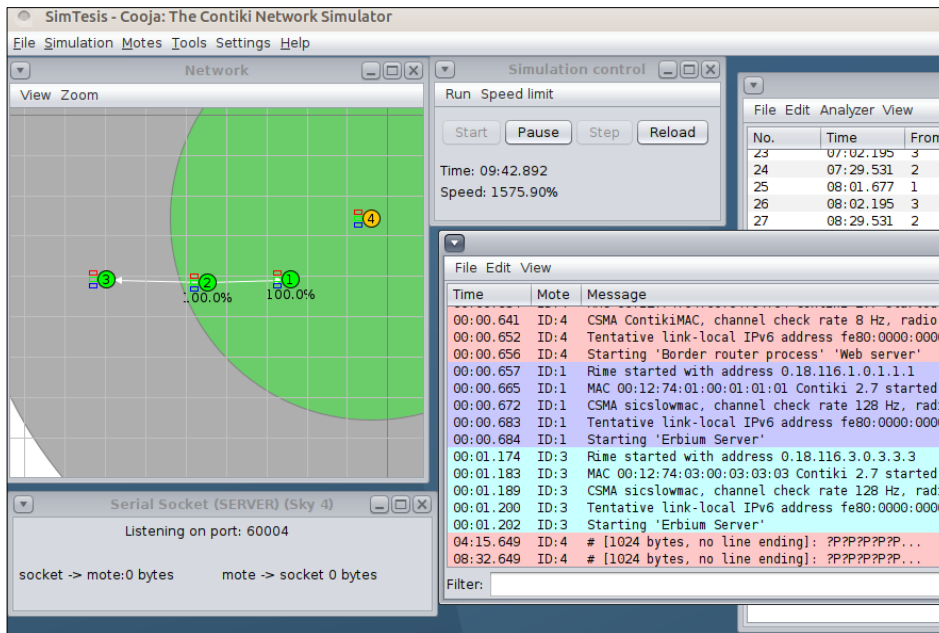 SimTesis - Cooja: The Contiki Network Simulator
File Simulation Motes Tools Settings Help
Network
View Zoom
4
3
2
1
100.0%
100.0%
Simulation control
Run Speed limit
Start Pause Step Reload
Time: 09:42.892
Speed: 1575.90%
File Edit Analyzer View
No. Time From
23 07:02.195 3
24 07:29.531 2
25 08:01.677 1
26 08:02.195 3
27 08:29.531 2
File Edit View
Time Mote Message
00:00.641 ID:4 CSMA ContikiMAC, channel check rate 8 Hz, radio
00:00.652 ID:4 Tentative link-local IPv6 address fe80:0000:000
00:00.656 ID:4 Starting 'Border router process' 'Web server'
00:00.657 ID:1 Rime started with address 0.18.116.1.0.1.1.1
00:00.665 ID:1 MAC 00:12:74:01:00:01:01:01 Contiki 2.7 started
00:00.672 ID:1 CSMA sicslowmac, channel check rate 128 Hz, radi
00:00.683 ID:1 Tentative link-local IPv6 address fe80:0000:000
00:00.684 ID:1 Starting 'Erbium Server'
00:01.174 ID:3 Rime started with address 0.18.116.3.0.3.3.3
00:01.183 ID:3 MAC 00:12:74:03:00:03:03:03 Contiki 2.7 started
00:01.189 ID:3 CSMA sicslowmac, channel check rate 128 Hz, radi
00:01.200 ID:3 Tentative link-local IPv6 address fe80:0000:000
00:01.202 ID:3 Starting 'Erbium Server'
04:15.649 ID:4 # [1024 bytes, no line ending]: ?P?P?P?P?P...
08:32.649 ID:4 # [1024 bytes, no line ending]: ?P?P?P?P?P...
Filter:
Serial Socket (SERVER) (Sky 4)
Listening on port: 60004
socket -> mote:0 bytes mote -> socket 0 bytes